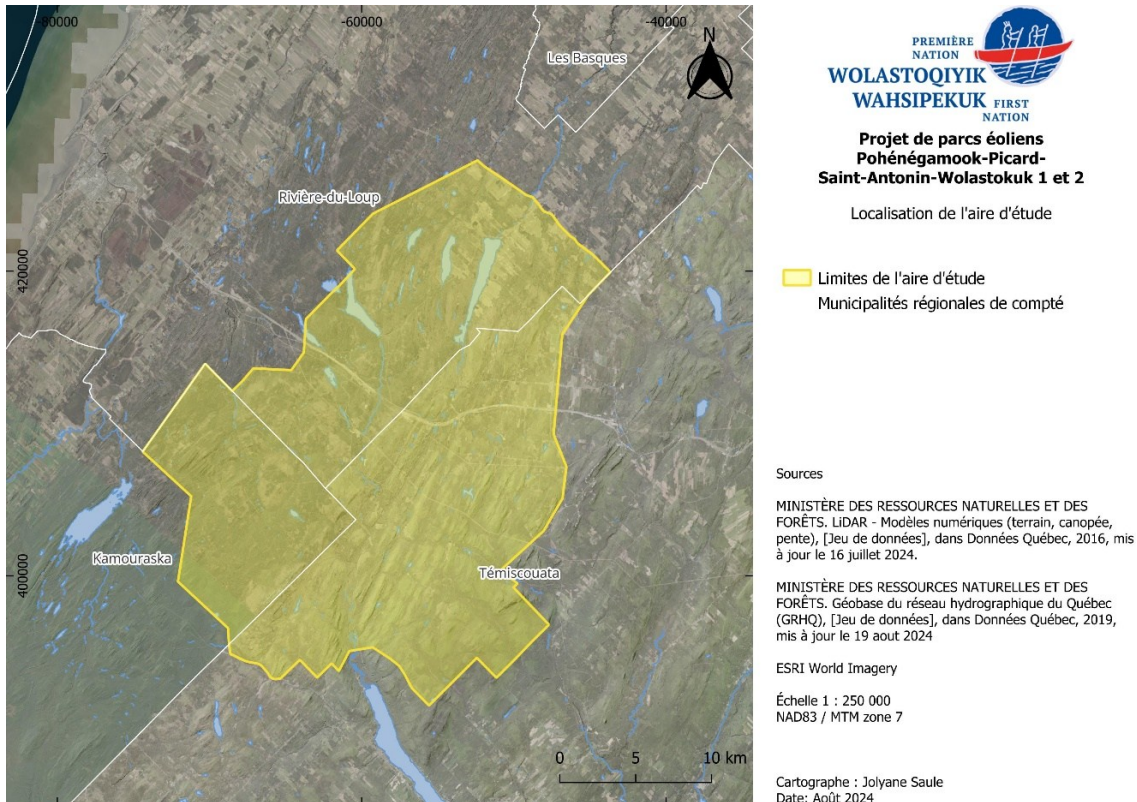 -80000
-60000
-40000
N
Les Basques
Rivière-du-Loup
420000
Kamouraska
400000
Témiscouata
0 5 10 km
PREMIÈRE
NATION
WOLASTOQIYIK
WAHSIPEKUK FIRST
NATION
Projet de parcs éoliens
Pohénégamook-Picard-
Saint-Antonin-Wolastokuk 1 et 2
Localisation de l'aire d'étude
Limites de l'aire d'étude
Municipalités régionales de compté
Sources
MINISTÈRE DES RESSOURCES NATURELLES ET DES
FORÊTS. LiDAR - Modèles numériques (terrain, canopée,
pente), [Jeu de données], dans Données Québec, 2016, mis
à jour le 16 juillet 2024.
MINISTÈRE DES RESSOURCES NATURELLES ET DES
FORÊTS. Géobase du réseau hydrographique du Québec
(GRHQ), [Jeu de données], dans Données Québec, 2019,
mis à jour le 19 aout 2024
ESRI World Imagery
Échelle 1 : 250 000
NAD83 / MTM zone 7
Cartographe : Jolyane Saule
Date: Août 2024